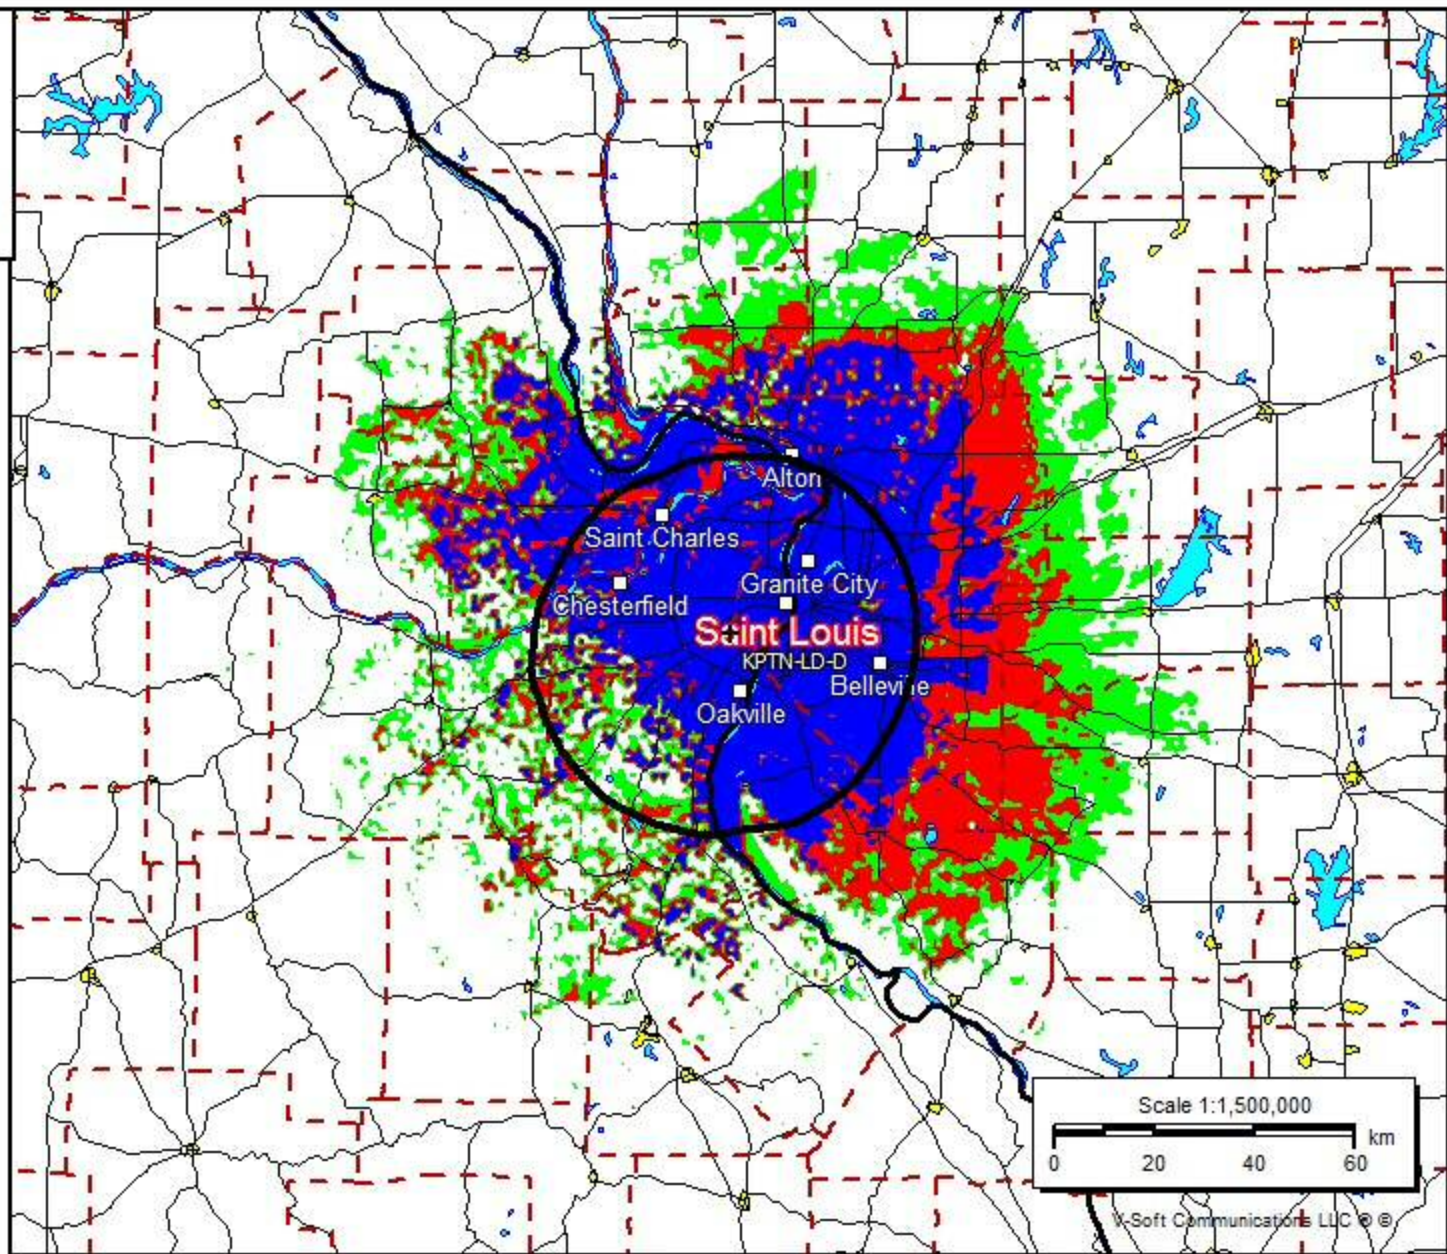 Alton
Saint Charles
Granite City
Chesterfield
Saint Louis
KPTN-LD-D
Belleville
Oakville
Scale 1:1,500,000
km
0 20 40 60
V-Soft Communications LLC ® ©